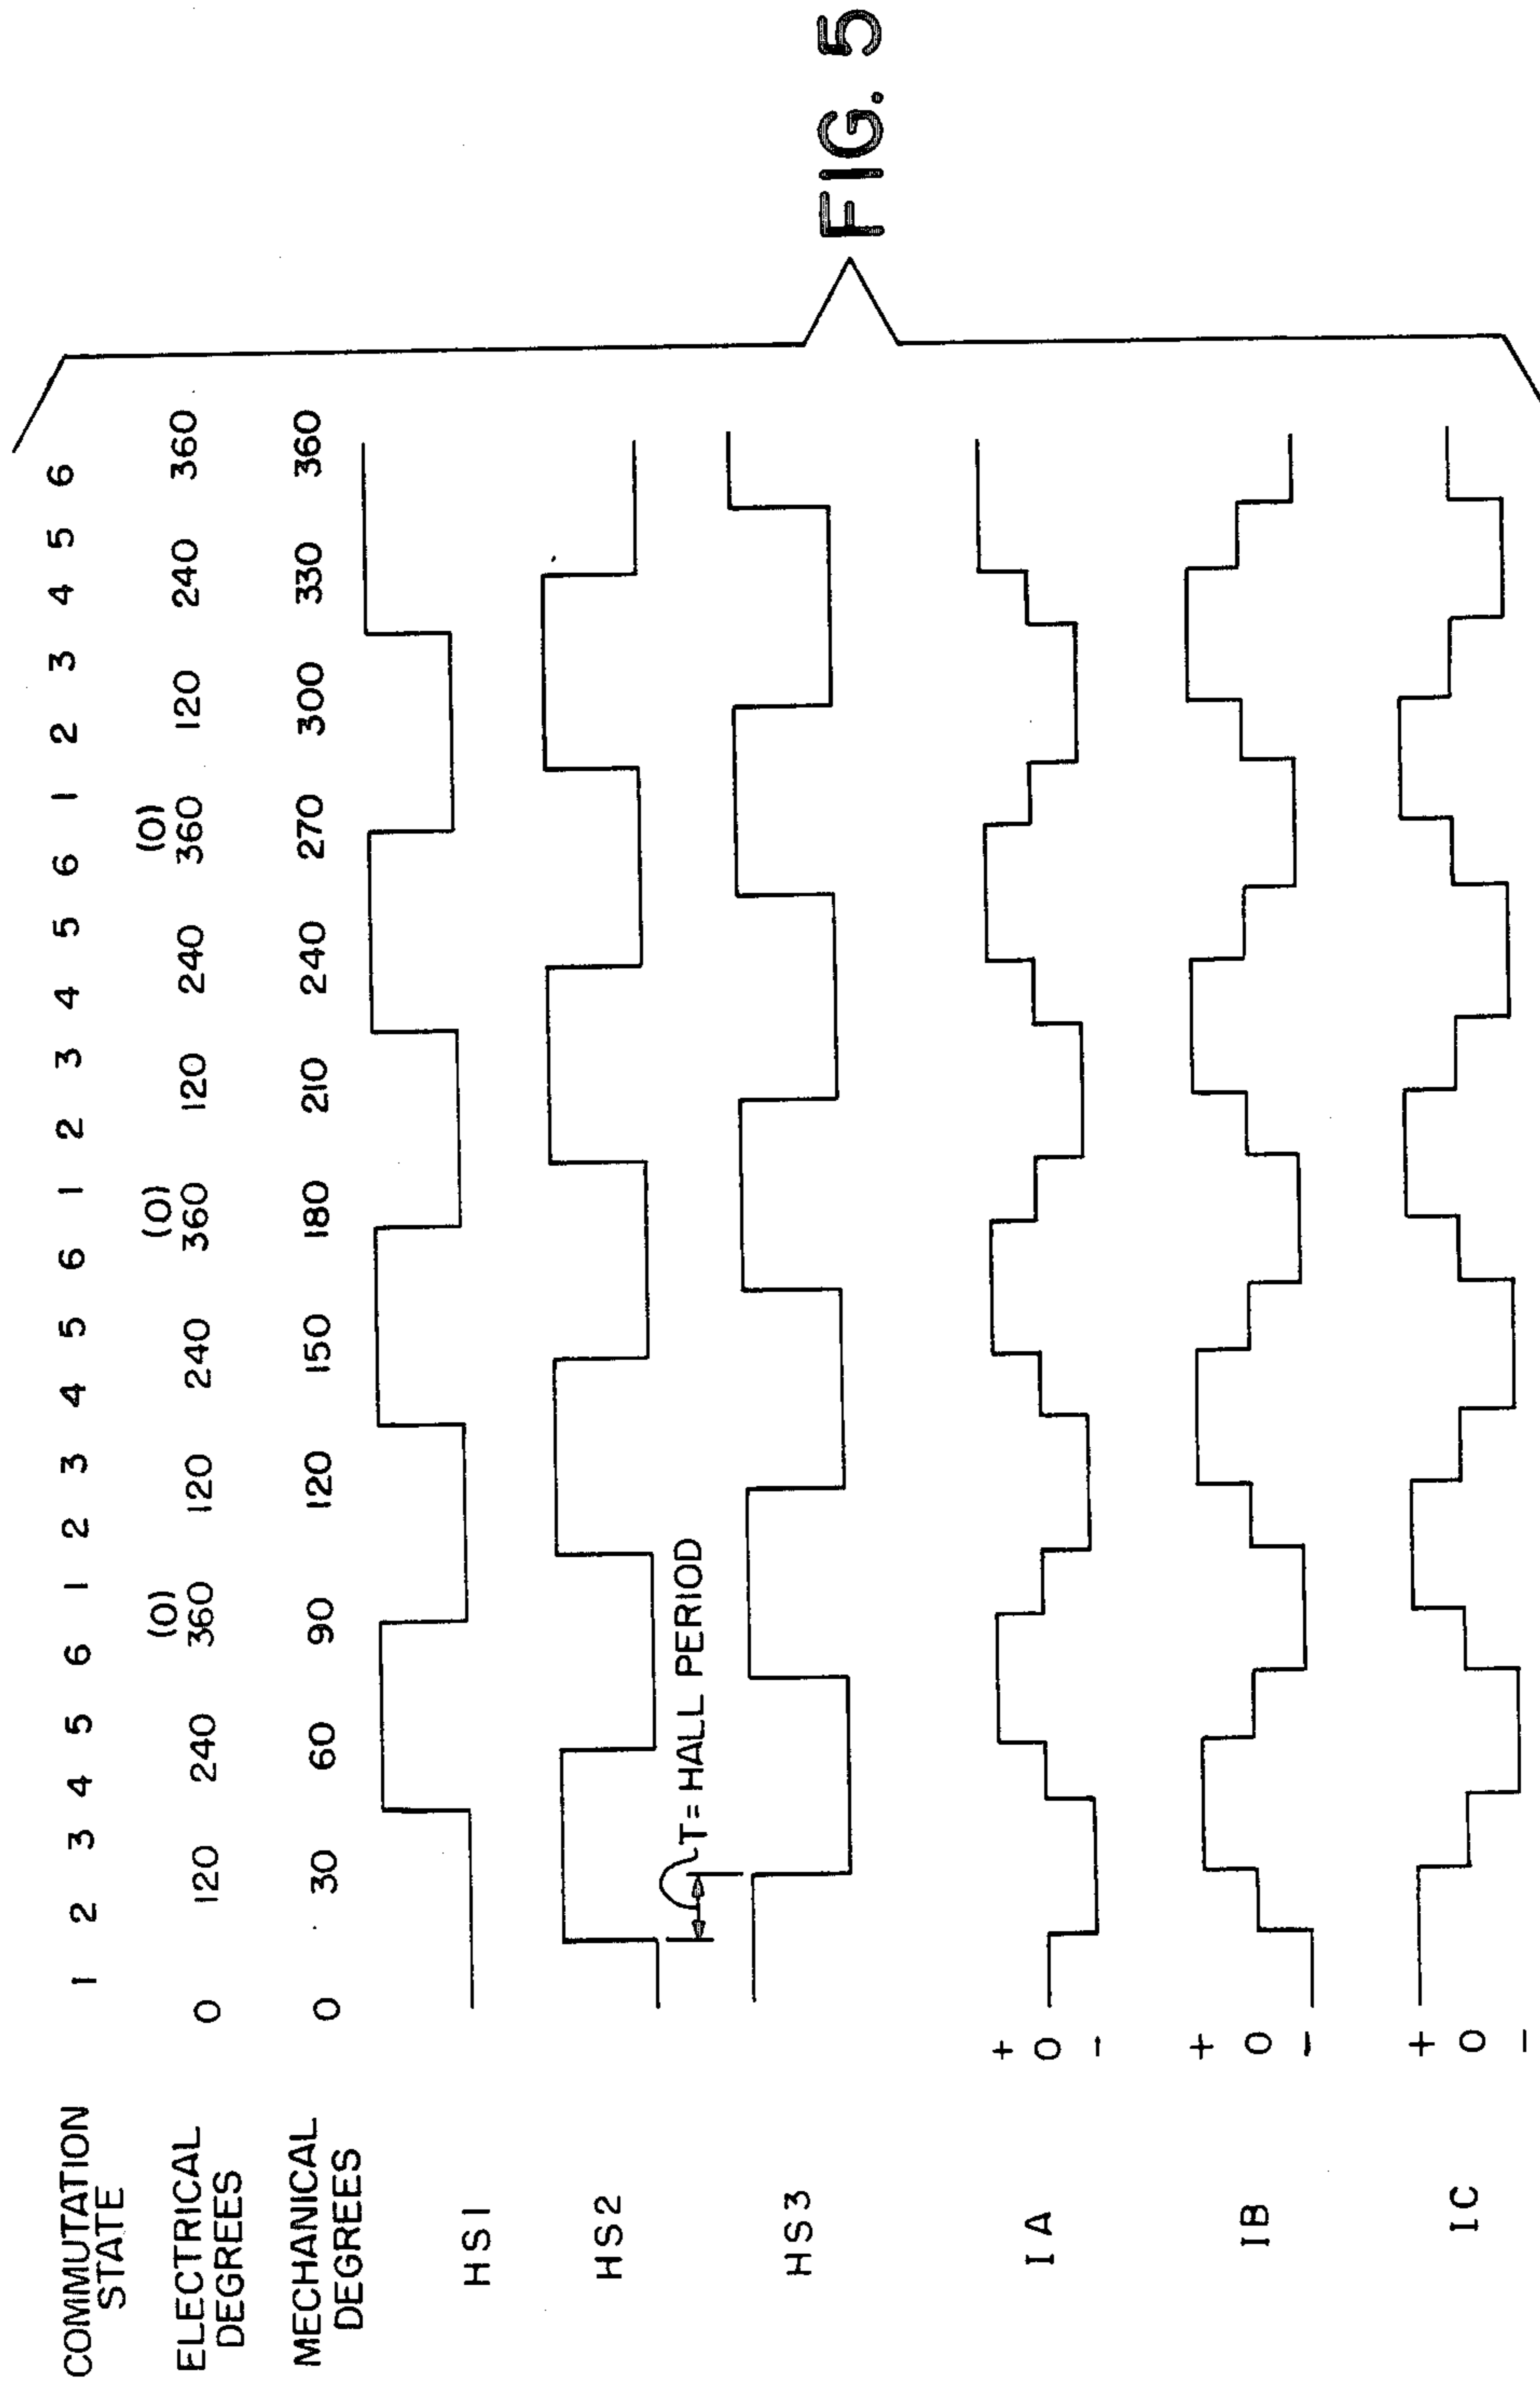 COMMUTATION STATE 1 2 3 4 5 6 1 2 3 4 5 6 1 2 3 4 5 6 1 2 3 4 5 6
(0) (0) (0)
ELECTRICAL DEGREES 0 120 240 360 120 240 360 120 240 360 120 240 360
MECHANICAL DEGREES 0 30 60 90 120 150 180 210 240 270 300 330 360
HS1
HS2
T = HALL PERIOD
HS3
+
IA 0
-
+
IB 0
-
+
IC 0
-
FIG. 5